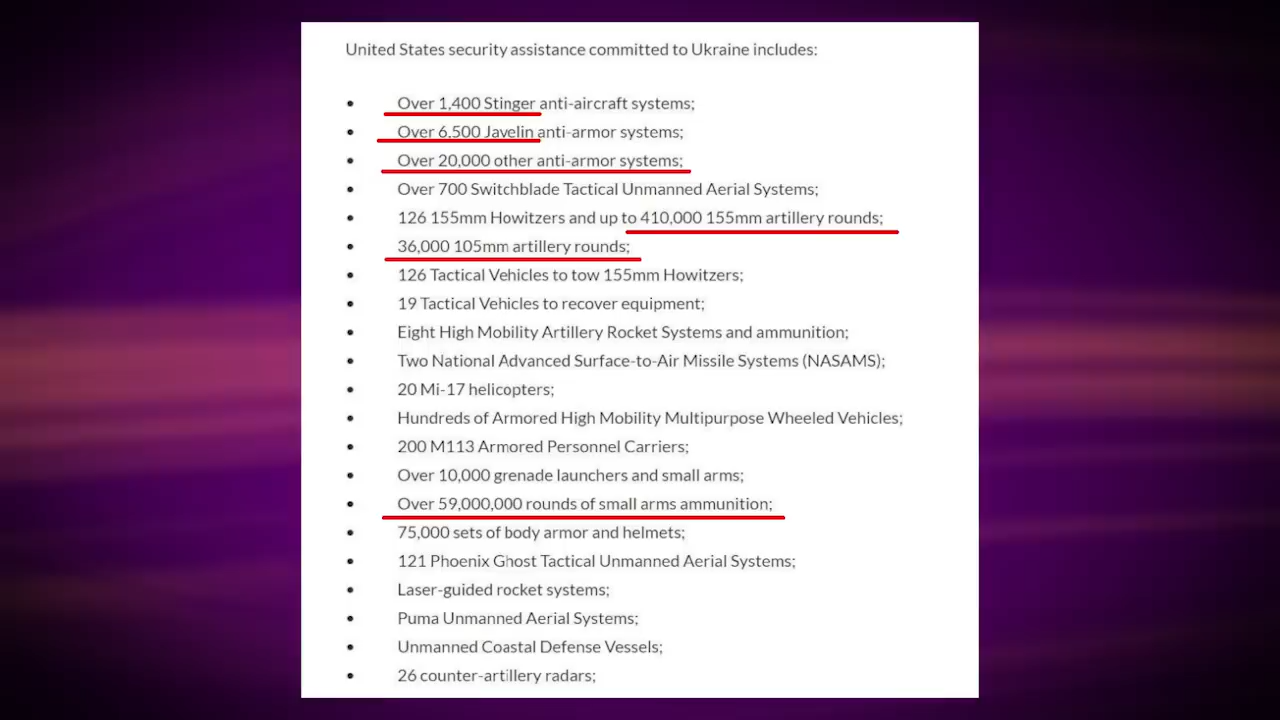 United States security assistance committed to Ukraine includes:
• Over 1,400 Stinger anti-aircraft systems;
• Over 6,500 Javelin anti-armor systems;
• Over 20,000 other anti-armor systems;
• Over 700 Switchblade Tactical Unmanned Aerial Systems;
• 126 155mm Howitzers and up to 410,000 155mm artillery rounds;
• 36,000 105mm artillery rounds;
• 126 Tactical Vehicles to tow 155mm Howitzers;
• 19 Tactical Vehicles to recover equipment;
• Eight High Mobility Artillery Rocket Systems and ammunition;
• Two National Advanced Surface-to-Air Missile Systems (NASAMS);
• 20 Mi-17 helicopters;
• Hundreds of Armored High Mobility Multipurpose Wheeled Vehicles;
• 200 M113 Armored Personnel Carriers;
• Over 10,000 grenade launchers and small arms;
• Over 59,000,000 rounds of small arms ammunition;
• 75,000 sets of body armor and helmets;
• 121 Phoenix Ghost Tactical Unmanned Aerial Systems;
• Laser-guided rocket systems;
• Puma Unmanned Aerial Systems;
• Unmanned Coastal Defense Vessels;
• 26 counter-artillery radars;